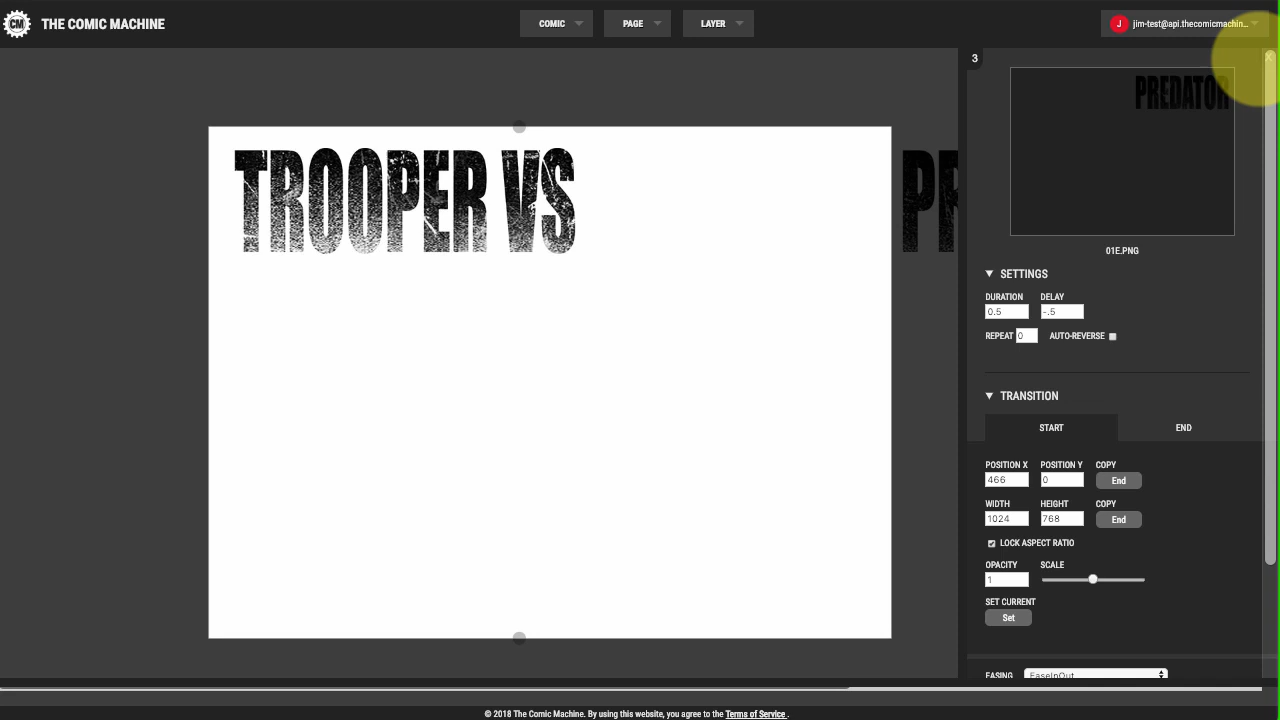 CM THE COMIC MACHINE
COMIC
PAGE
LAYER
J jim-test@api.thecomicmachin...
3
X
PREDATOR
TROOPER VS
PR
01E.PNG
SETTINGS
DURATION DELAY
0.5 -.5
REPEAT 0 AUTO-REVERSE
TRANSITION
START END
POSITION X POSITION Y COPY
466 0 End
WIDTH HEIGHT COPY
1024 768 End
LOCK ASPECT RATIO
OPACITY SCALE
1
SET CURRENT
Set
EASING EaseInOut
© 2018 The Comic Machine. By using this website, you agree to the Terms of Service .